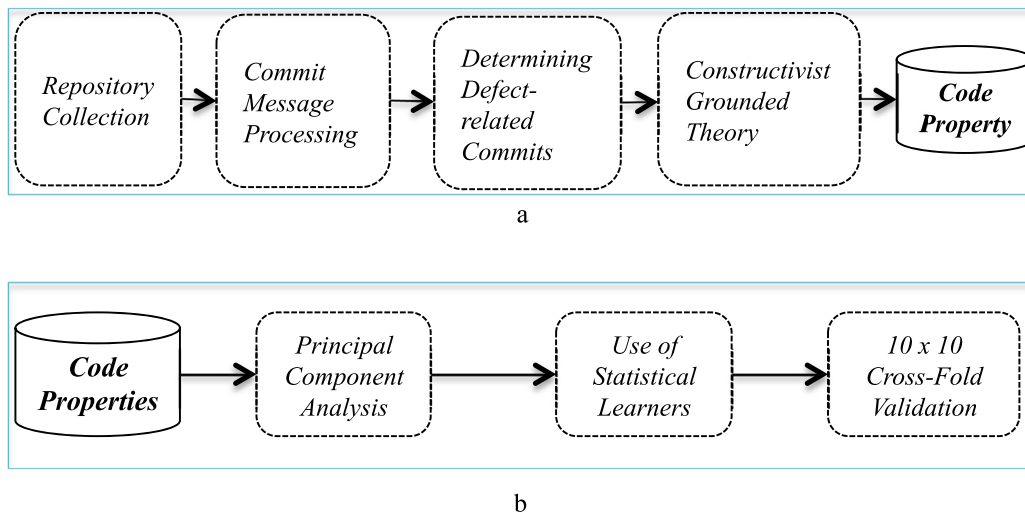 Repository
Collection
Commit
Message
Processing
Determining
Defect-
related
Commits
Constructivist
Grounded
Theory
Code
Property
a
Code
Properties
Principal
Component
Analysis
Use of
Statistical
Learners
10 x 10
Cross-Fold
Validation
b